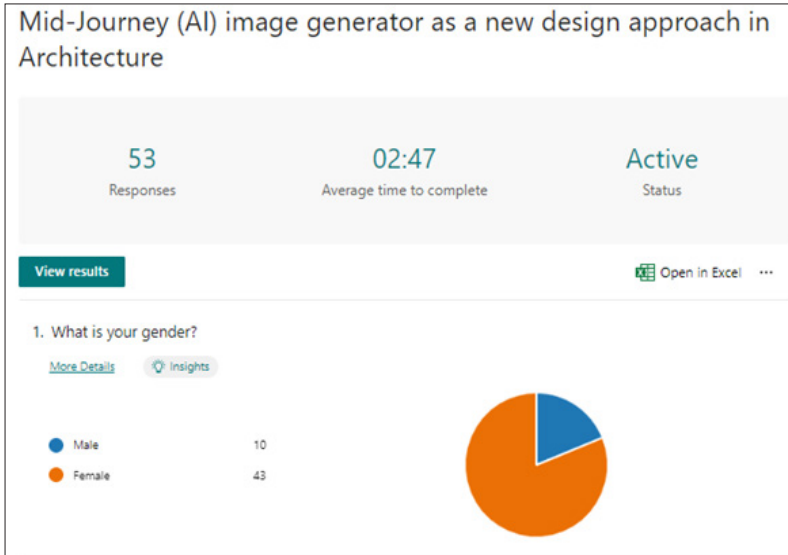 Mid-Journey (AI) image generator as a new design approach in
Architecture
53
Responses
02:47
Average time to complete
Active
Status
View results
Open in Excel
1. What is your gender?
More Details
Insights
Male 10
Female 43